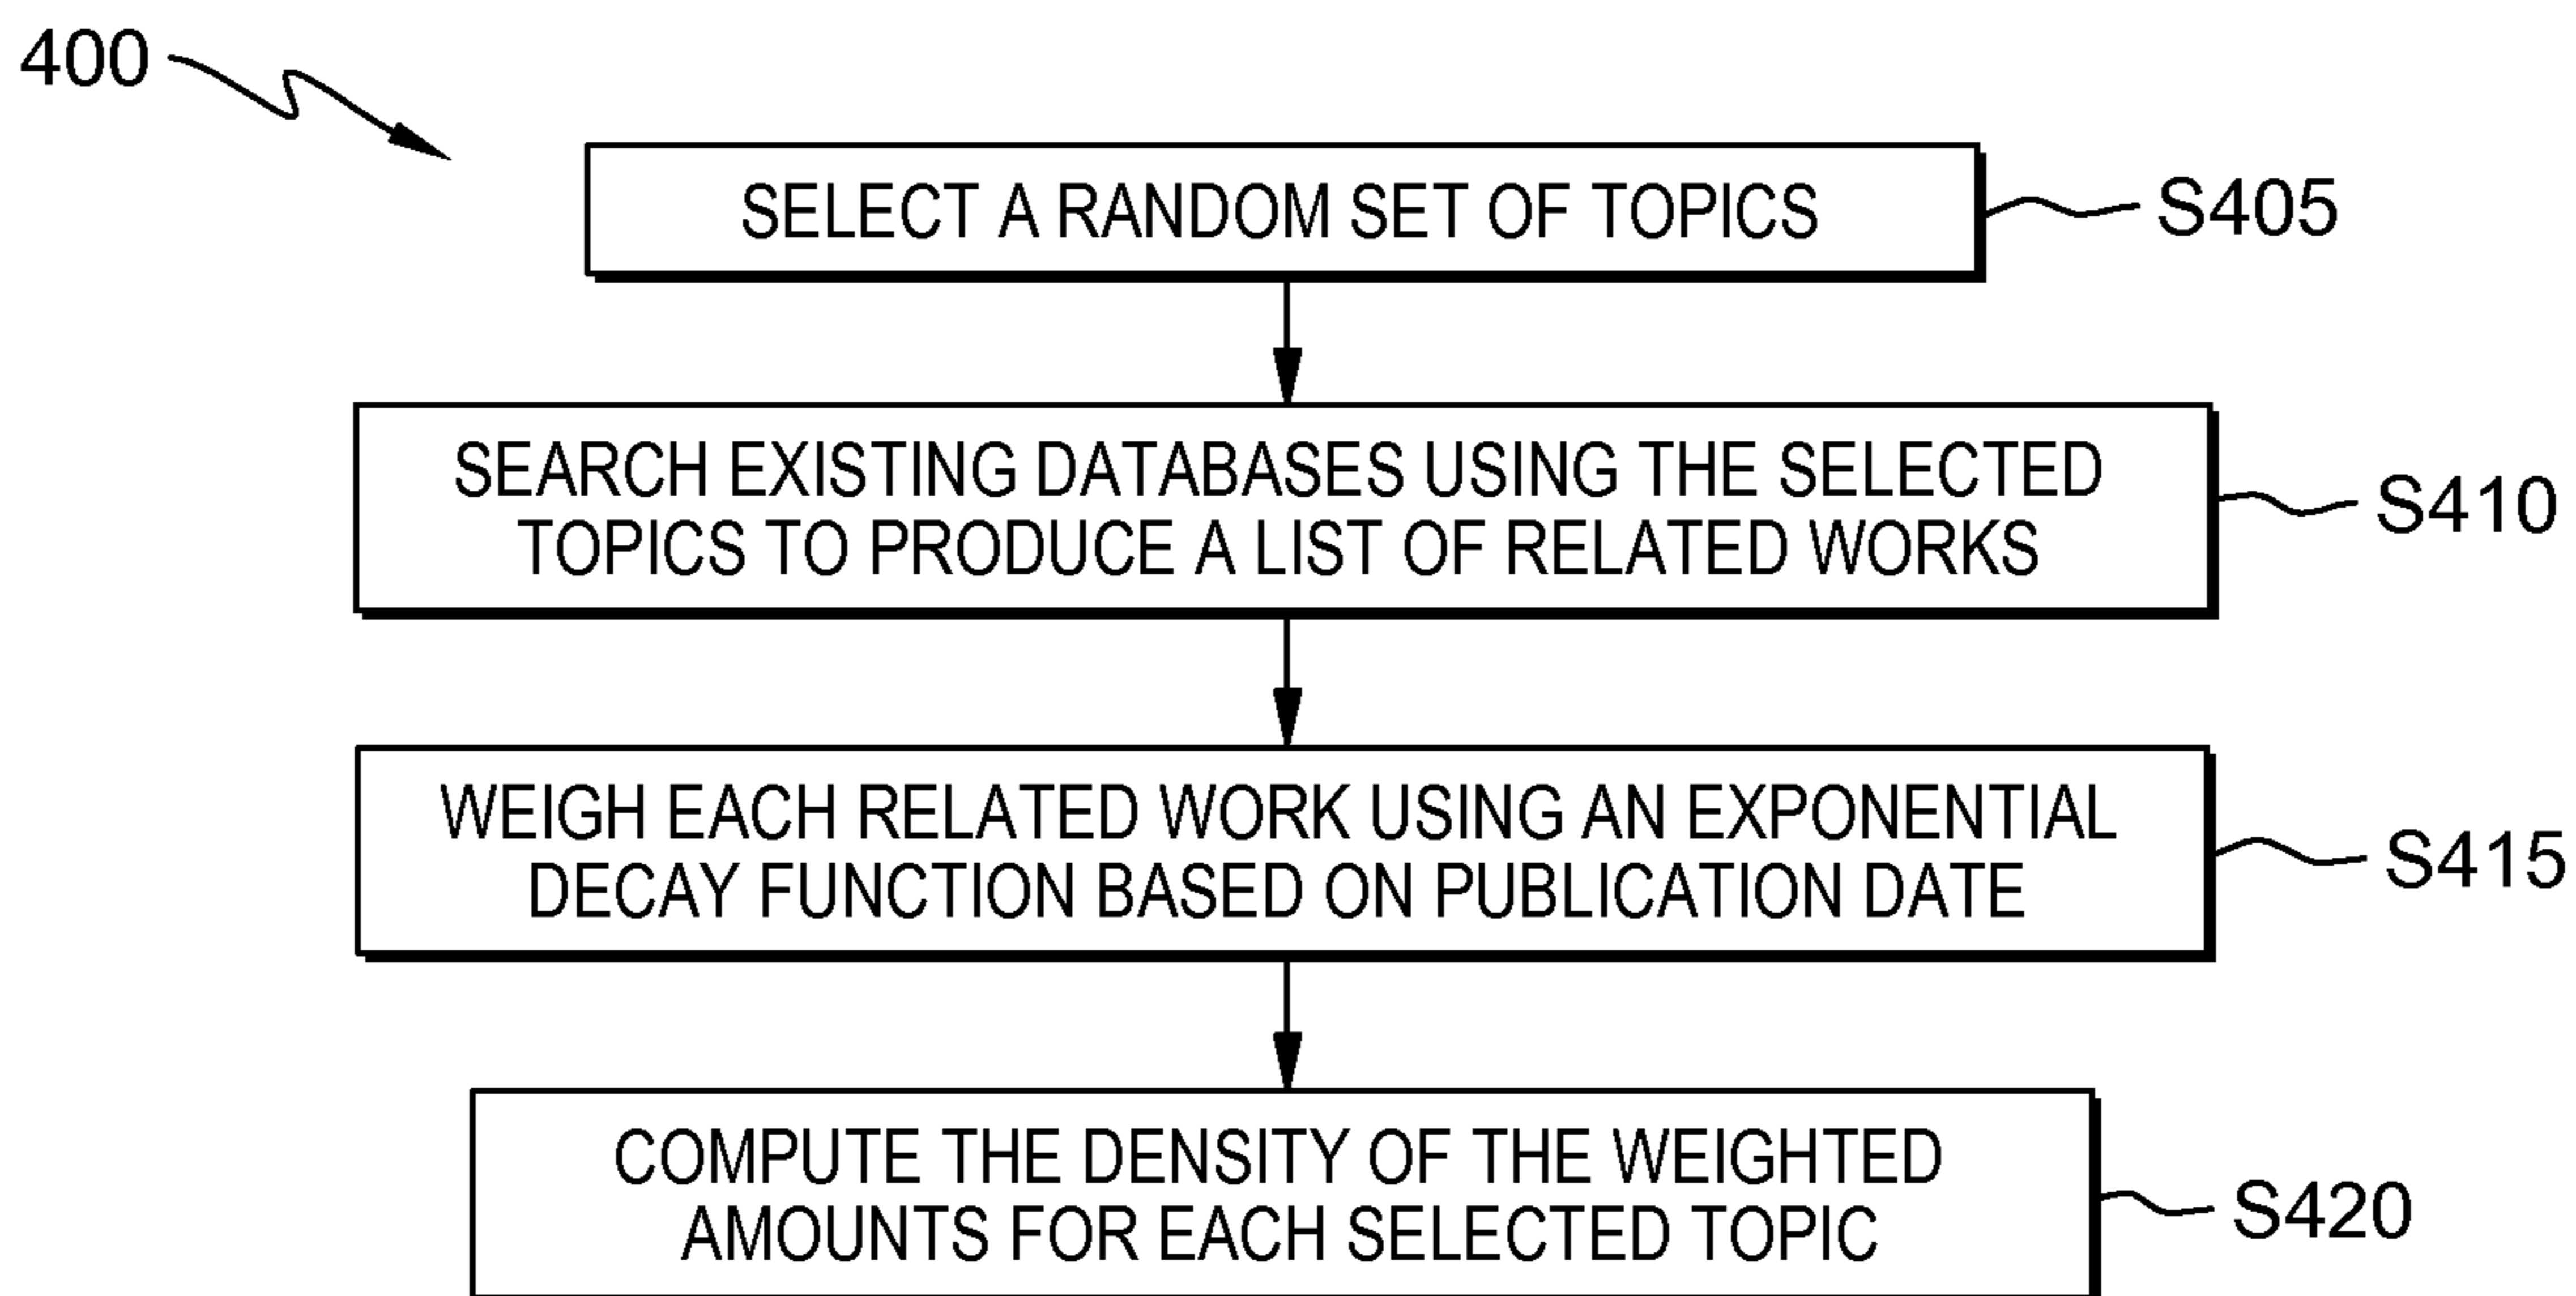 400
SELECT A RANDOM SET OF TOPICS
S405
SEARCH EXISTING DATABASES USING THE SELECTED
TOPICS TO PRODUCE A LIST OF RELATED WORKS
S410
WEIGH EACH RELATED WORK USING AN EXPONENTIAL
DECAY FUNCTION BASED ON PUBLICATION DATE
S415
COMPUTE THE DENSITY OF THE WEIGHTED
AMOUNTS FOR EACH SELECTED TOPIC
S420